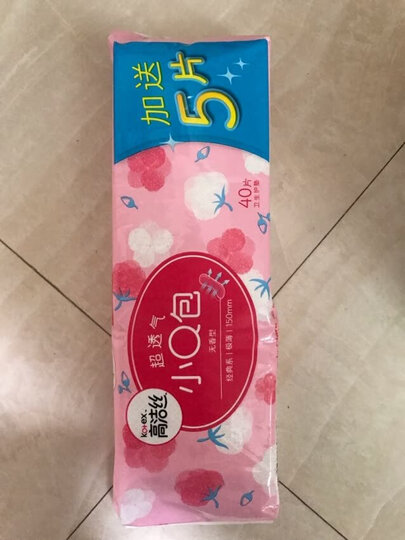 加送
5片
40片
卫生护垫
超透气
小Q包
无香型
经典系|极薄|150mm
kotex
高洁丝